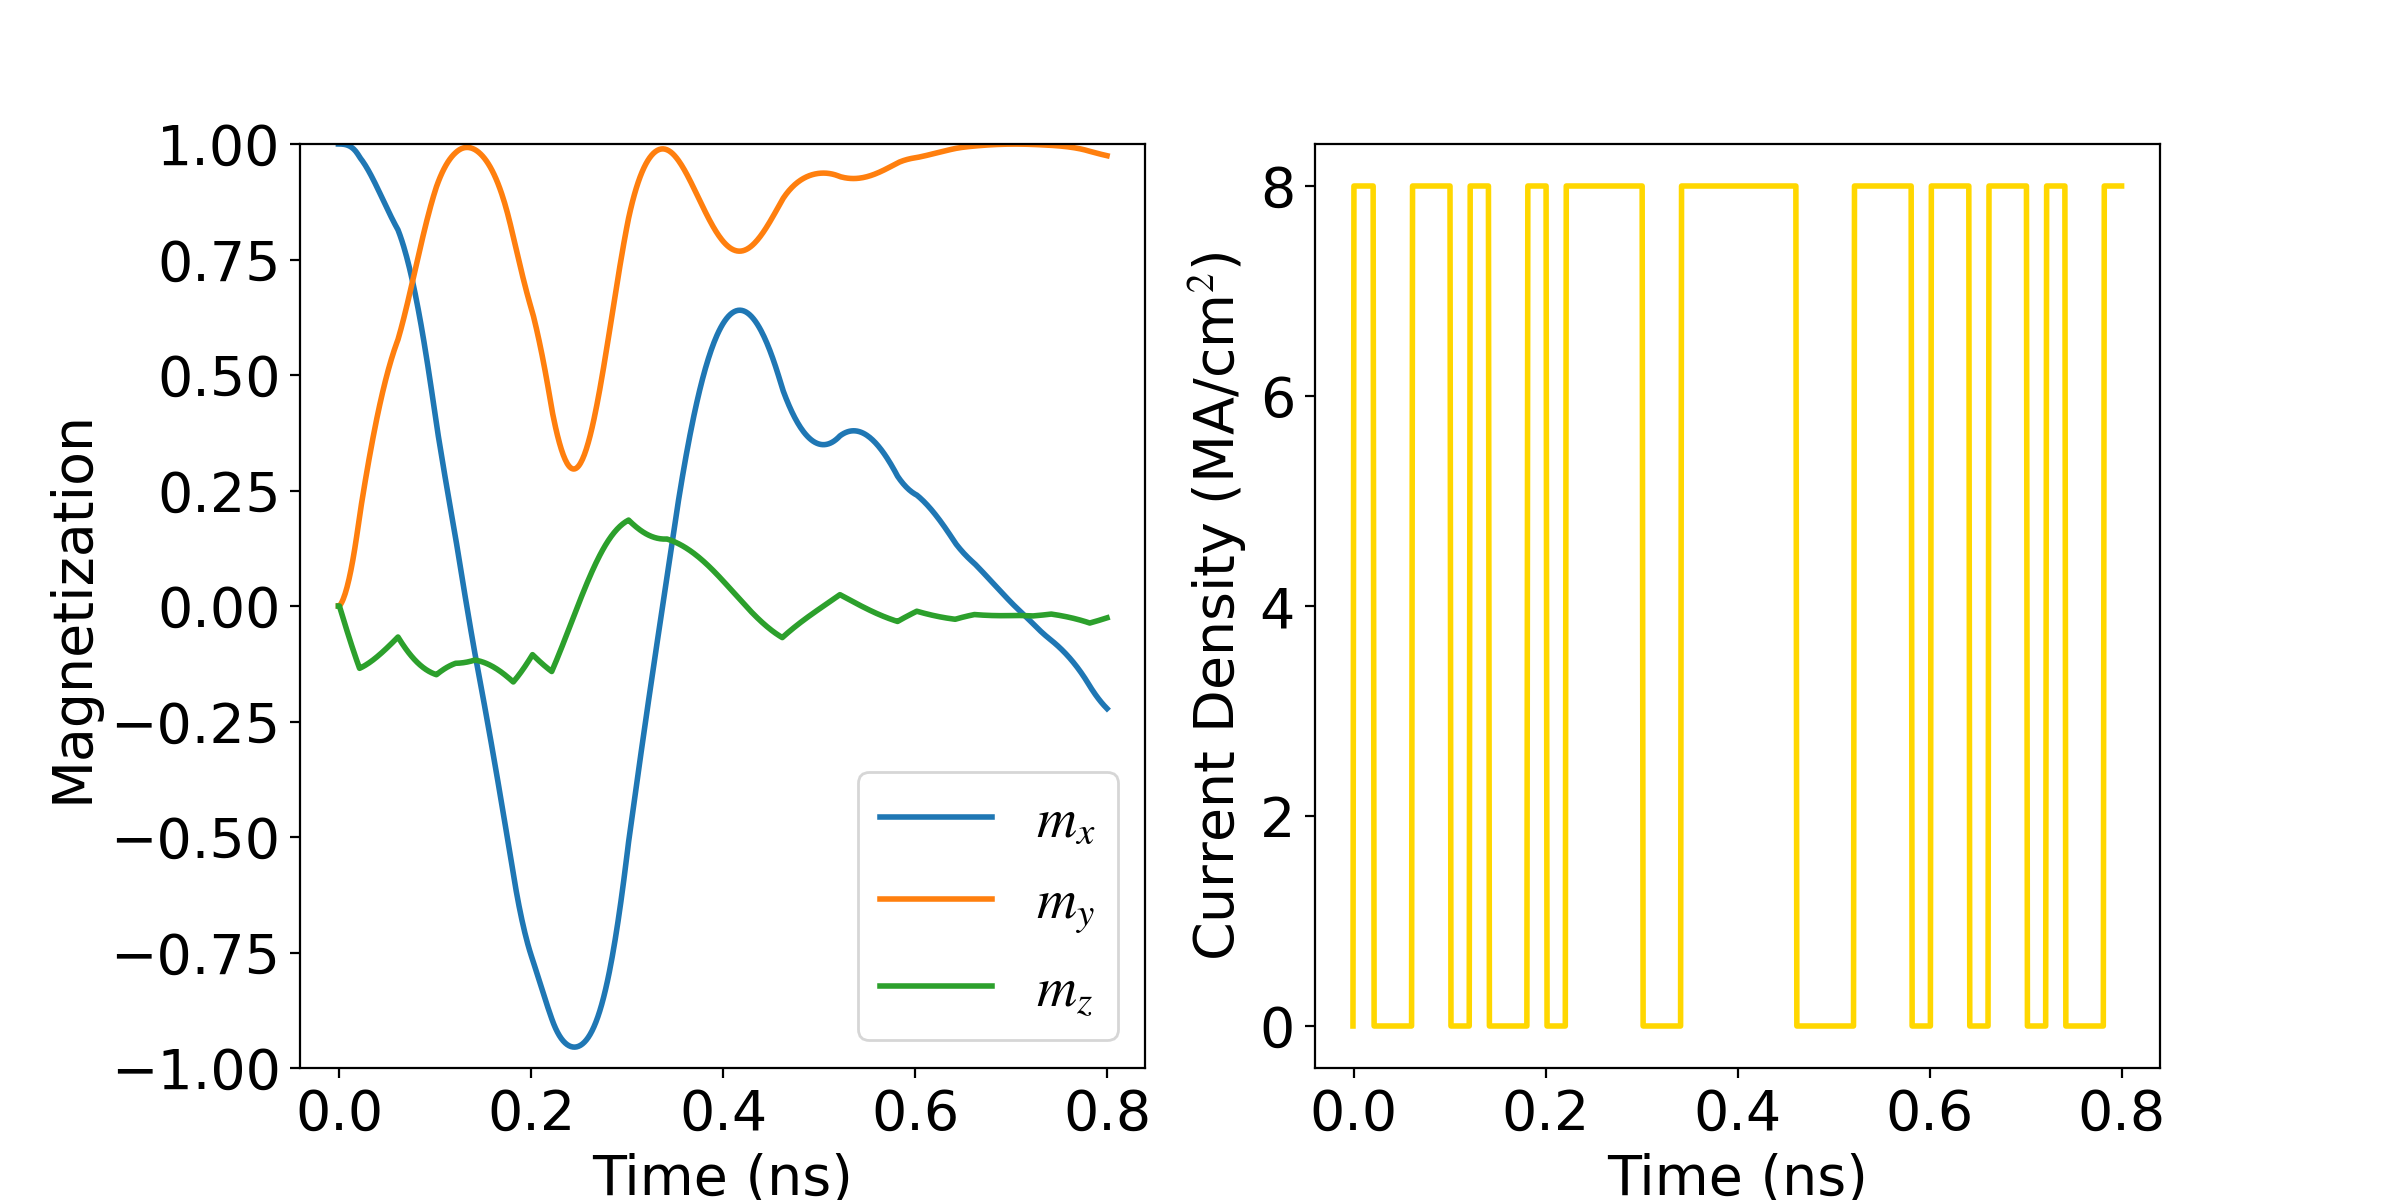 1.00
0.75
0.50
0.25
0.00
−0.25
−0.50
−0.75
−1.00
Magnetization
0.0 0.2 0.4 0.6 0.8
Time (ns)
m_x
m_y
m_z
8
6
4
2
0
Current Density (MA/cm²)
0.0 0.2 0.4 0.6 0.8
Time (ns)